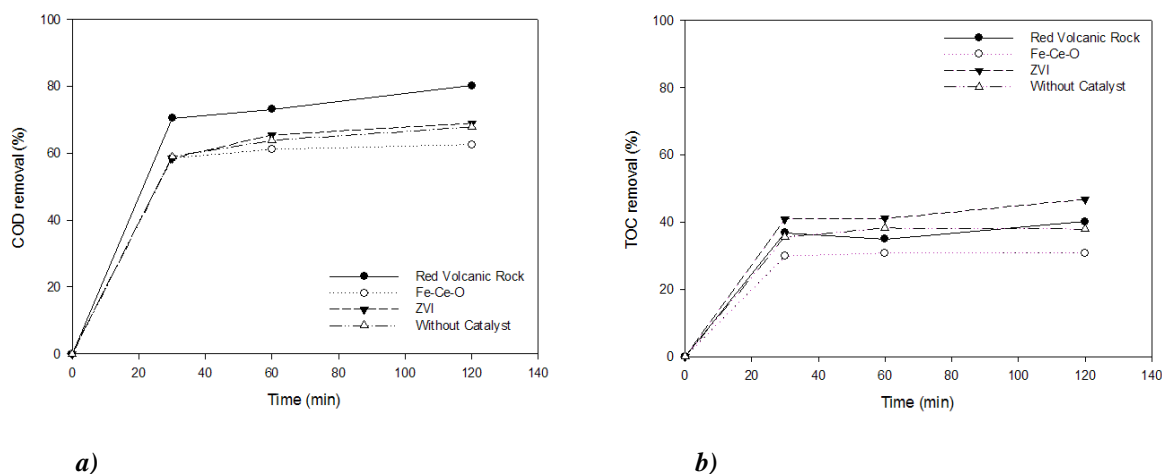 100
80
60
40
20
0
COD removal (%)
Red Volcanic Rock
Fe-Ce-O
ZVI
Without Catalyst
0 20 40 60 80 100 120 140
Time (min)
a)
100
80
60
40
20
0
TOC removal (%)
Red Volcanic Rock
Fe-Ce-O
ZVI
Without Catalyst
0 20 40 60 80 100 120 140
Time (min)
b)